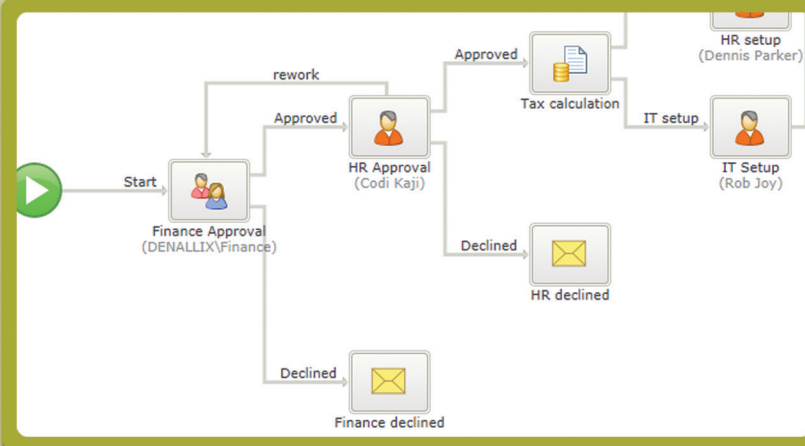 HR setup
(Dennis Parker)
Approved
rework
Tax calculation
Approved
IT setup
HR Approval
(Codi Kaji)
IT Setup
(Rob Joy)
Start
Finance Approval
(DENALLIX\Finance)
Declined
HR declined
Declined
Finance declined